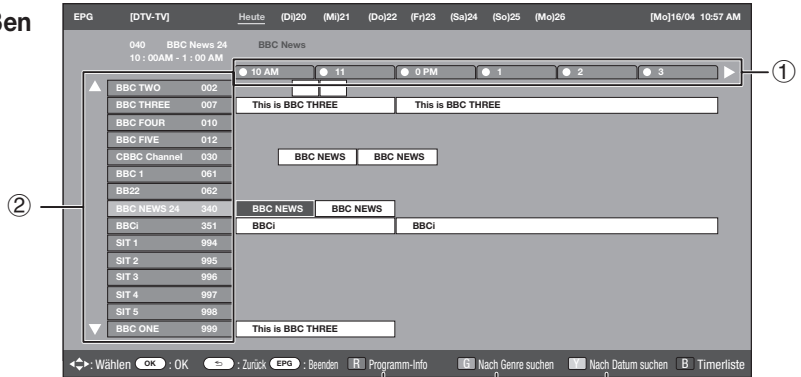 ßen
EPG [DTV-TV] Heute (Di)20 (Mi)21 (Do)22 (Fr)23 (Sa)24 (So)25 (Mo)26 [Mo]16/04 10:57 AM
040 BBC News 24 BBC News
10 : 00AM - 1 : 00 AM
10 AM 11 0 PM 1 2 3 ①
BBC TWO 002
BBC THREE 007 This is BBC THREE This is BBC THREE
BBC FOUR 010
BBC FIVE 012
CBBC Channel 030 BBC NEWS BBC NEWS
BBC 1 061
BB22 062
② BBC NEWS 24 340 BBC NEWS BBC NEWS
BBCi 351 BBCi BBCi
SIT 1 994
SIT 2 995
SIT 3 996
SIT 4 997
SIT 5 998
BBC ONE 999 This is BBC THREE
: Wählen OK : OK : Zurück EPG : Beenden R Programm-Info G Nach Genre suchen Y Nach Datum suchen B Timerliste